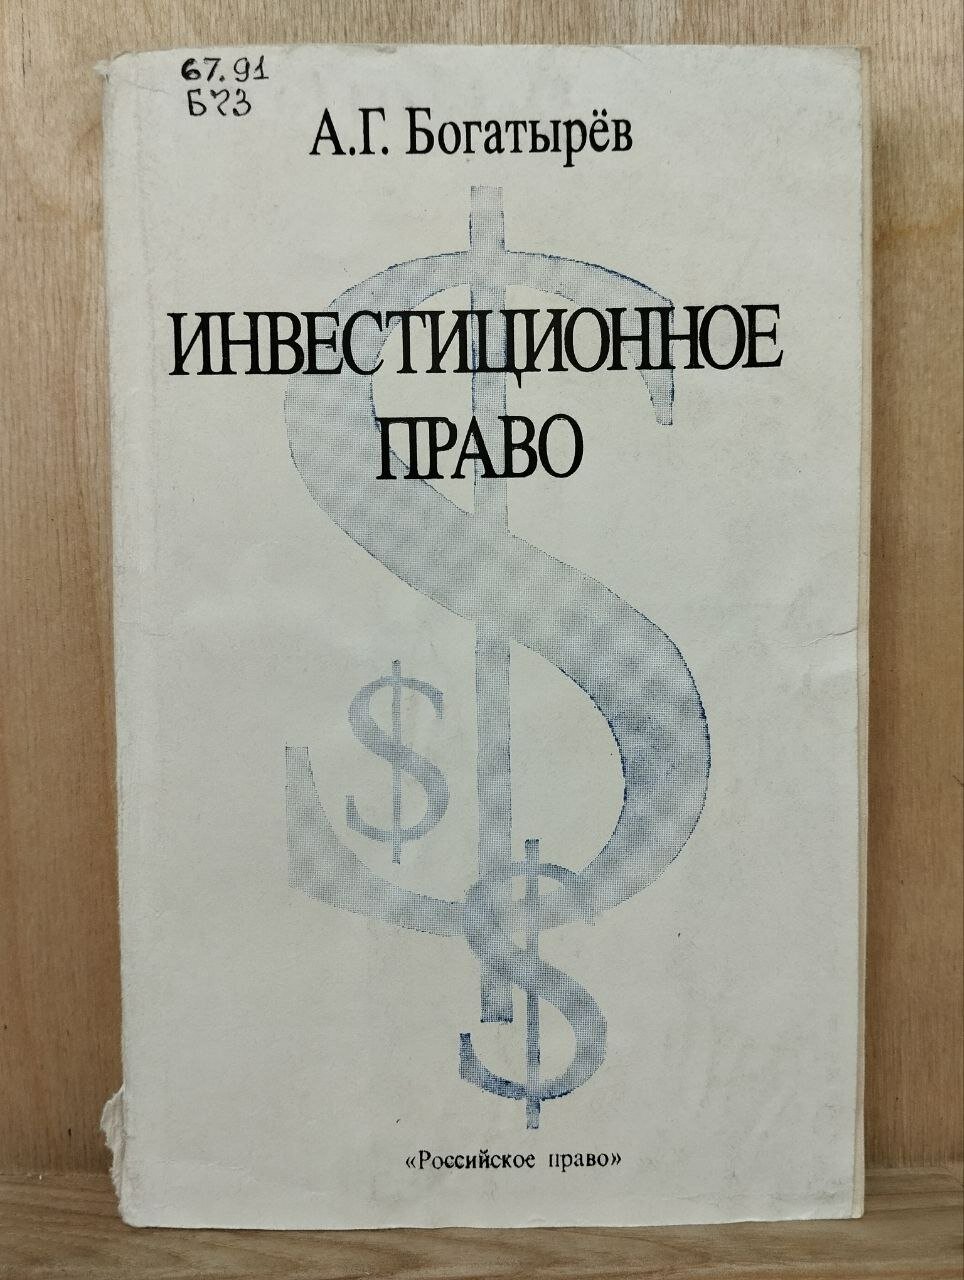 67.91
Б73
А.Г. Богатырёв
ИНВЕСТИЦИОННОЕ
ПРАВО
«Российское право»